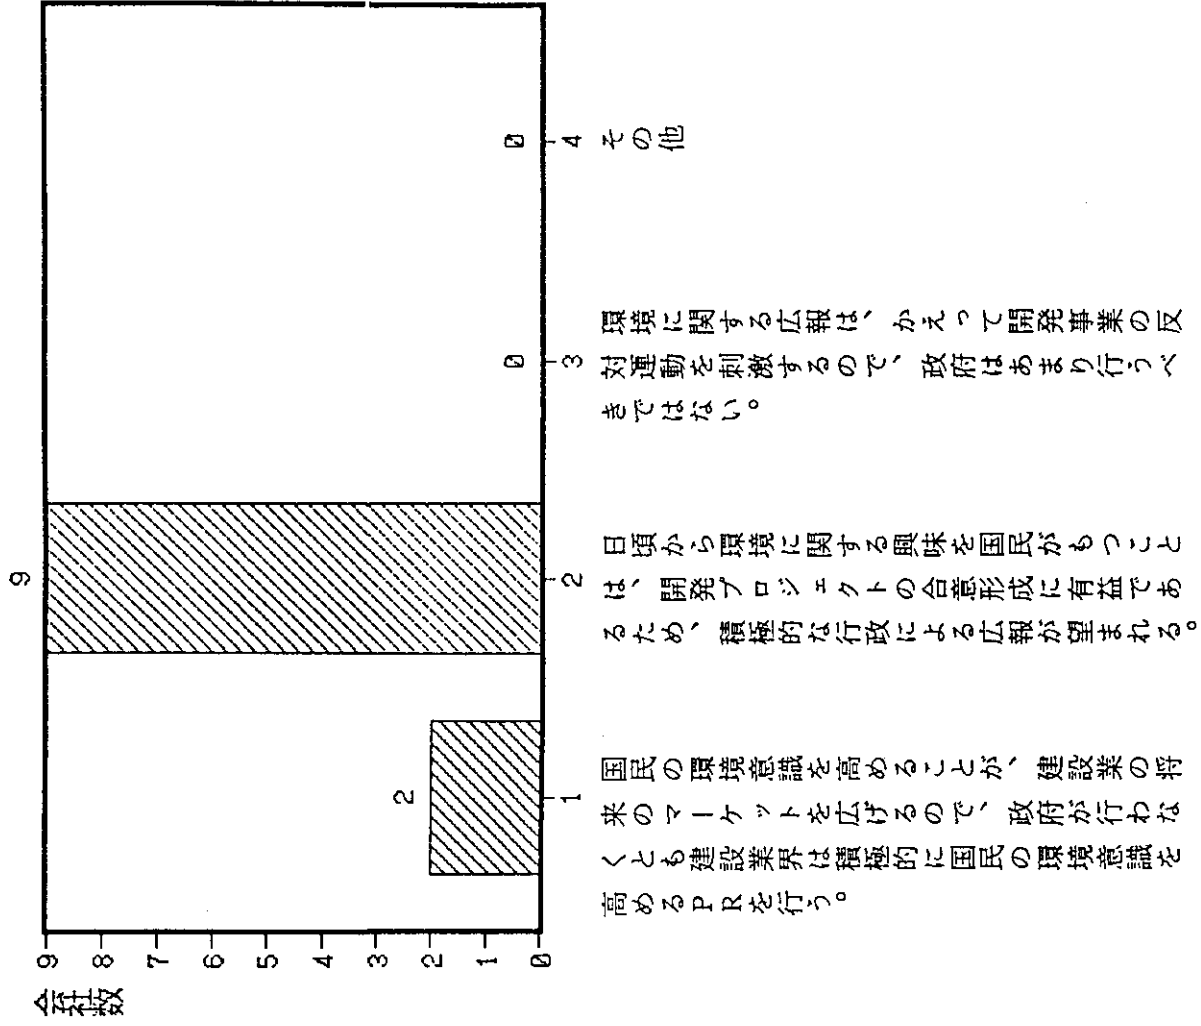 会社数
9
8
7
6
5
4
3
2
1
0
2
9
0
0
1
2
3
4
国民の環境意識を高めることが、建設業の将
来のマーケットを広げるので、政府が行わな
くとも建設業界は積極的に国民の環境意識を
高めるPRを行う。
日頃から環境に関する興味を国民がもつこと
は、開発プロジェクトの合意形成に有益であ
るため、積極的な行政による広報が望まれる。
環境に関する広報は、かえって開発事業の反
対運動を刺激するので、政府はあまり行うべ
きではない。
その他